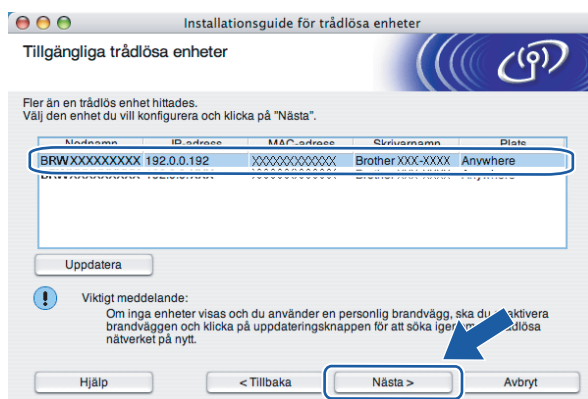 Installationsguide för trådlösa enheter
Tillgängliga trådlösa enheter
Fler än en trådlös enhet hittades.
Välj den enhet du vill konfigurera och klicka på "Nästa".
Nodnamn IP-adress MAC-adress Skrivarnamn Plats
BRWXXXXXXXXX 192.0.0.192 XXXXXXXXXXXX Brother XXX-XXXX Anywhere
Uppdatera
Viktigt meddelande:
Om inga enheter visas och du använder en personlig brandvägg, ska du
brandväggen och klicka på uppdateringsknappen för att söka
nätverket på nytt.
Hjälp < Tillbaka Nästa > Avbryt